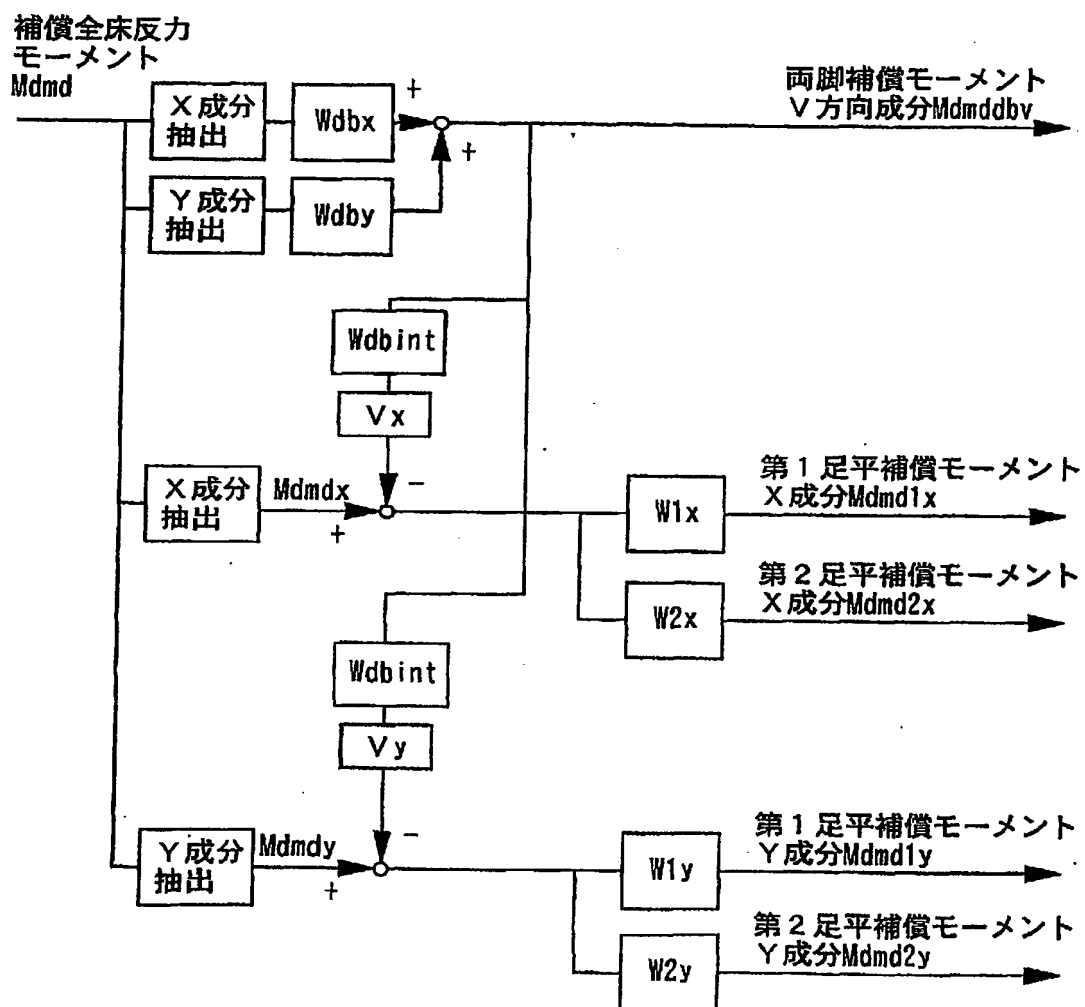 補償全床反力
モーメント
Mdmd
X成分
抽出
Wdbx
+
+
両脚補償モーメント
V方向成分Mdmddbv
Y成分
抽出
Wdby
Wdbint
Vx
X成分
抽出
Mdmdx
+
-
W1x
第1足平補償モーメント
X成分Mdmd1x
W2x
第2足平補償モーメント
X成分Mdmd2x
Wdbint
Vy
Y成分
抽出
Mdmdy
+
-
W1y
第1足平補償モーメント
Y成分Mdmd1y
W2y
第2足平補償モーメント
Y成分Mdmd2y